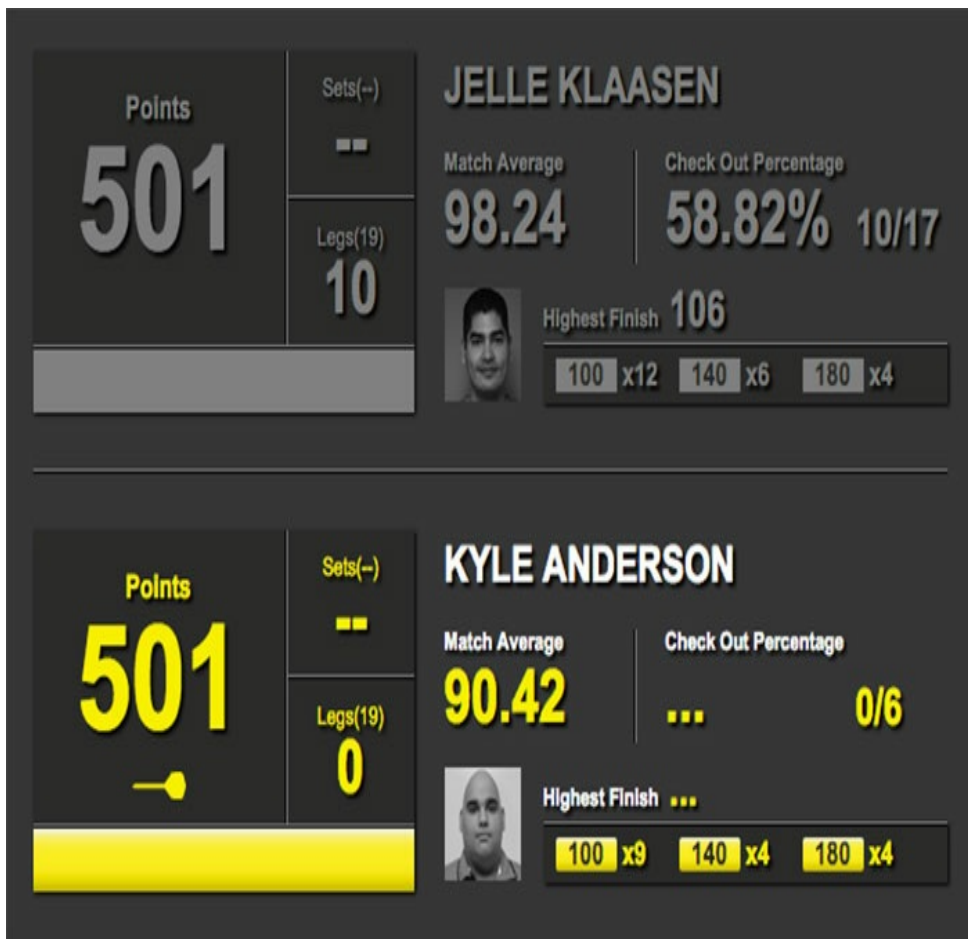 JELLE KLAASEN
Points
501
Sets(--)
--
Legs(19)
10
Match Average
98.24
Check Out Percentage
58.82% 10/17
Highest Finish 106
100 x12 140 x6 180 x4
KYLE ANDERSON
Points
501
Sets(--)
--
Legs(19)
0
Match Average
90.42
Check Out Percentage
... 0/6
Highest Finish ...
100 x9 140 x4 180 x4